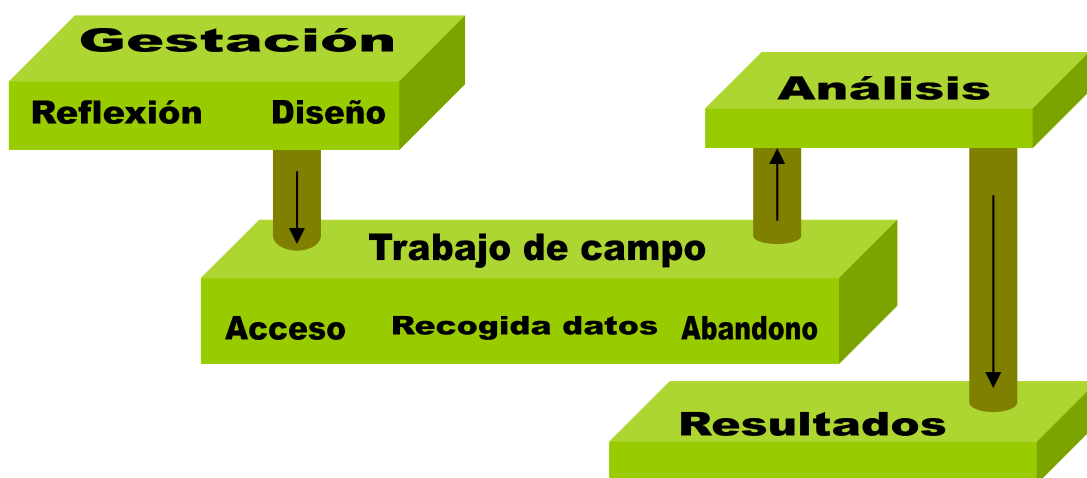 Gestación
Reflexión Diseño
Análisis
Trabajo de campo
Acceso Recogida datos Abandono
Resultados